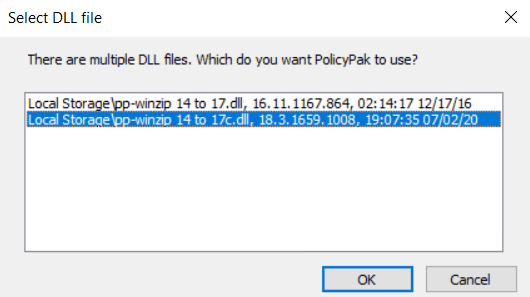 Select DLL file
There are multiple DLL files. Which do you want PolicyPak to use?
Local Storage\pp-winzip 14 to 17.dll, 16.11.1167.864, 02:14:17 12/17/16
Local Storage\pp-winzip 14 to 17c.dll, 18.3.1659.1008, 19:07:35 07/02/20
OK
Cancel